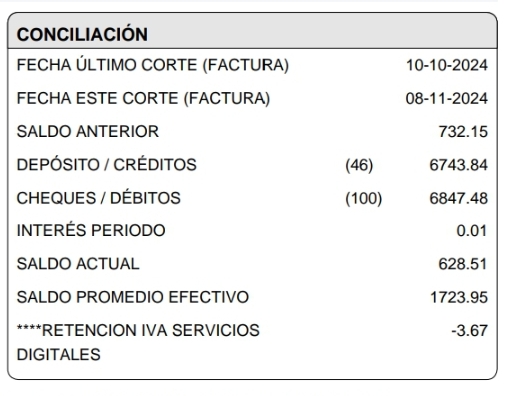 CONCILIACIÓN
FECHA ÚLTIMO CORTE (FACTURA) 10-10-2024
FECHA ESTE CORTE (FACTURA) 08-11-2024
SALDO ANTERIOR 732.15
DEPÓSITO / CRÉDITOS (46) 6743.84
CHEQUES / DÉBITOS (100) 6847.48
INTERÉS PERIODO 0.01
SALDO ACTUAL 628.51
SALDO PROMEDIO EFECTIVO 1723.95
****RETENCION IVA SERVICIOS -3.67
DIGITALES